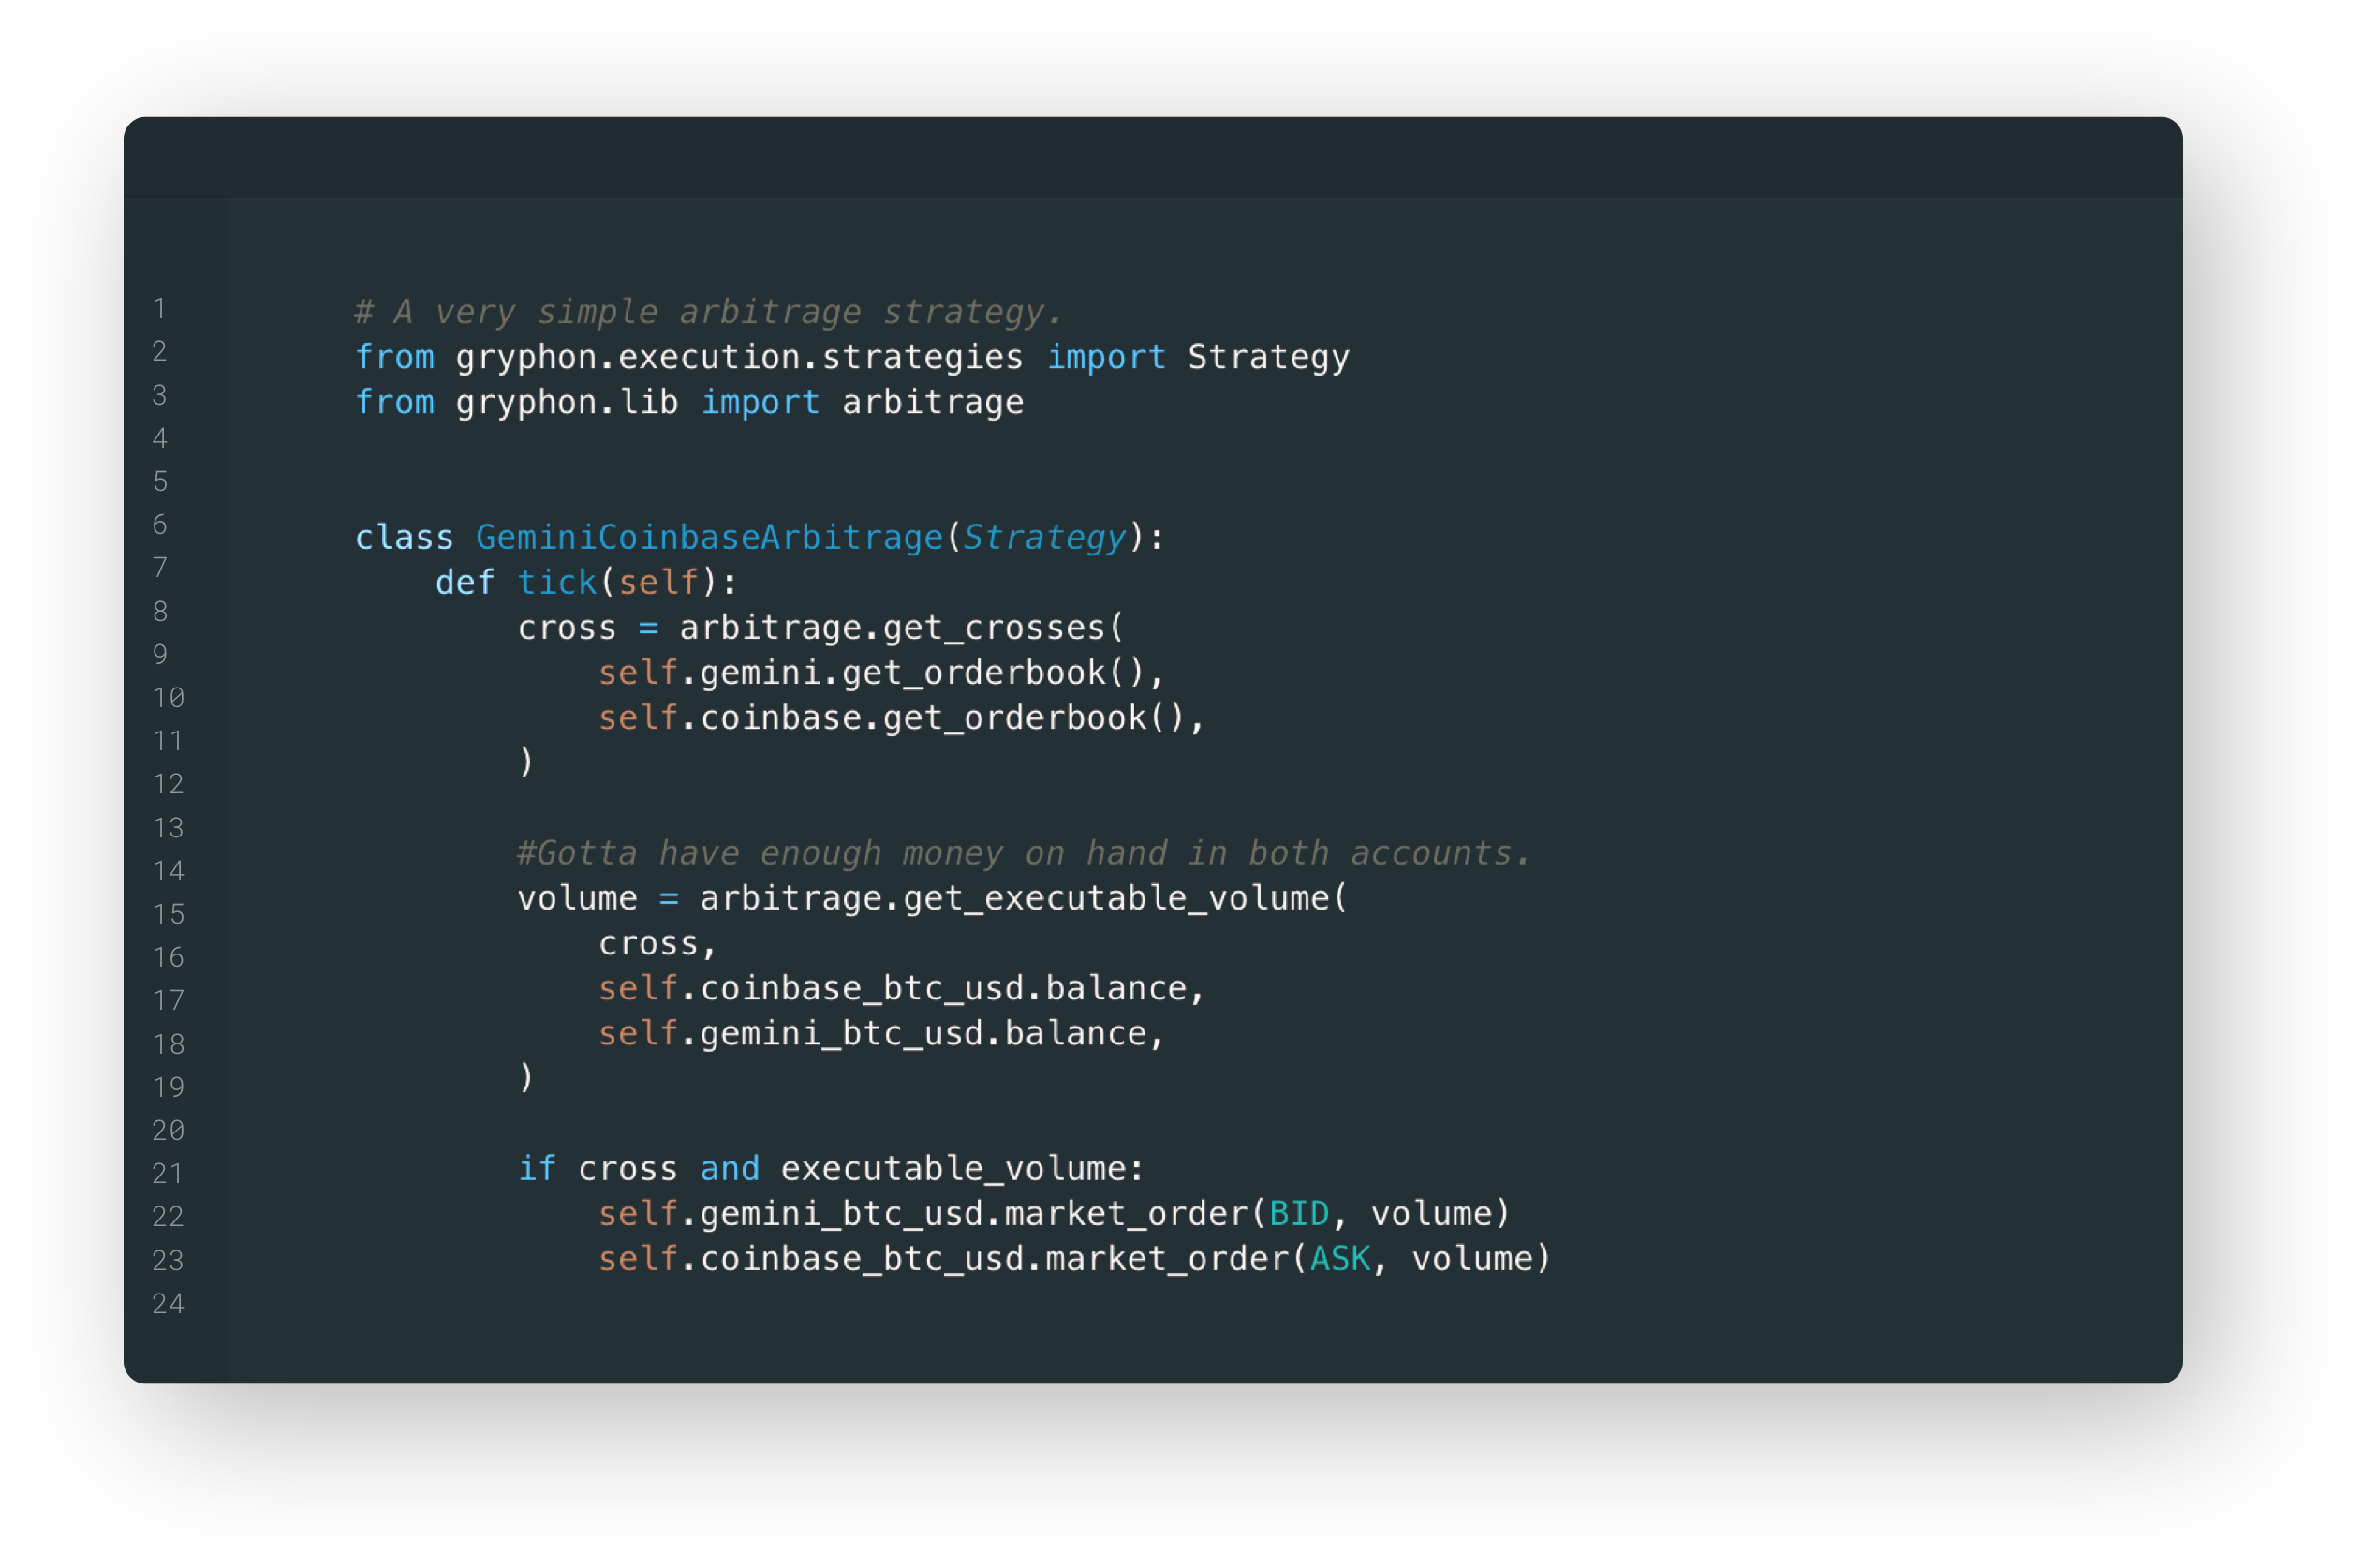 1 # A very simple arbitrage strategy.
2 from gryphon.execution.strategies import Strategy
3 from gryphon.lib import arbitrage
4
5
6 class GeminiCoinbaseArbitrage(Strategy):
7 def tick(self):
8 cross = arbitrage.get_crosses(
9 self.gemini.get_orderbook(),
10 self.coinbase.get_orderbook(),
11 )
12
13 #Gotta have enough money on hand in both accounts.
14 volume = arbitrage.get_executable_volume(
15 cross,
16 self.coinbase_btc_usd.balance,
17 self.gemini_btc_usd.balance,
18 )
19
20 if cross and executable_volume:
21 self.gemini_btc_usd.market_order(BID, volume)
22 self.coinbase_btc_usd.market_order(ASK, volume)
23
24